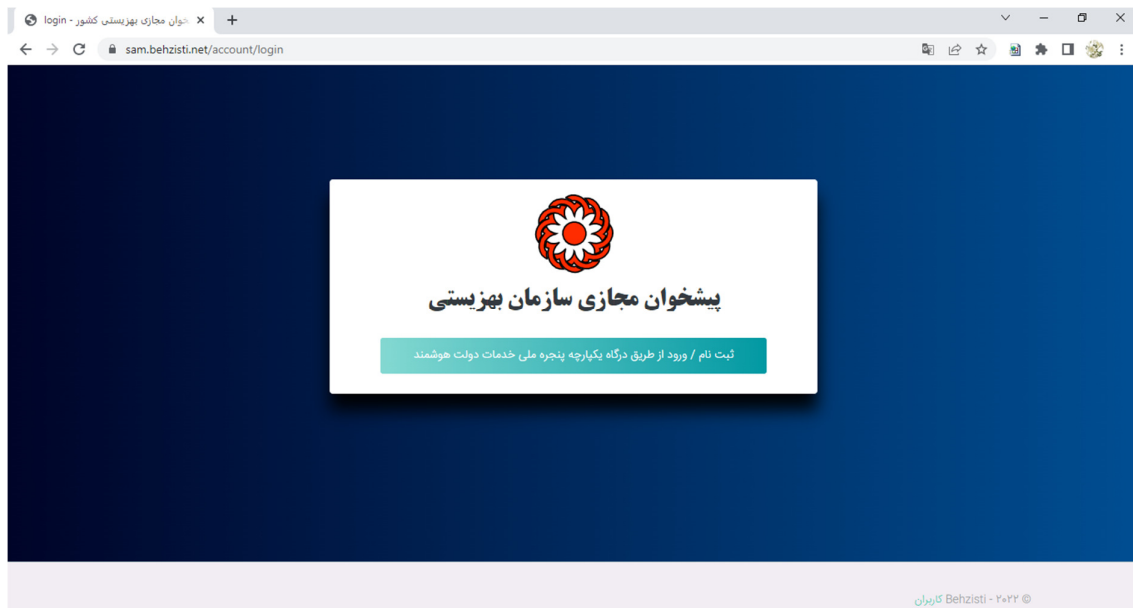 خوان مجازی بهزیستی کشور - login
sam.behzisti.net/account/login
پیشخوان مجازی سازمان بهزیستی
ثبت نام / ورود از طریق درگاه یکپارچه پنجره ملی خدمات دولت هوشمند
© ۲۰۲۲ - Behzisti کاربران